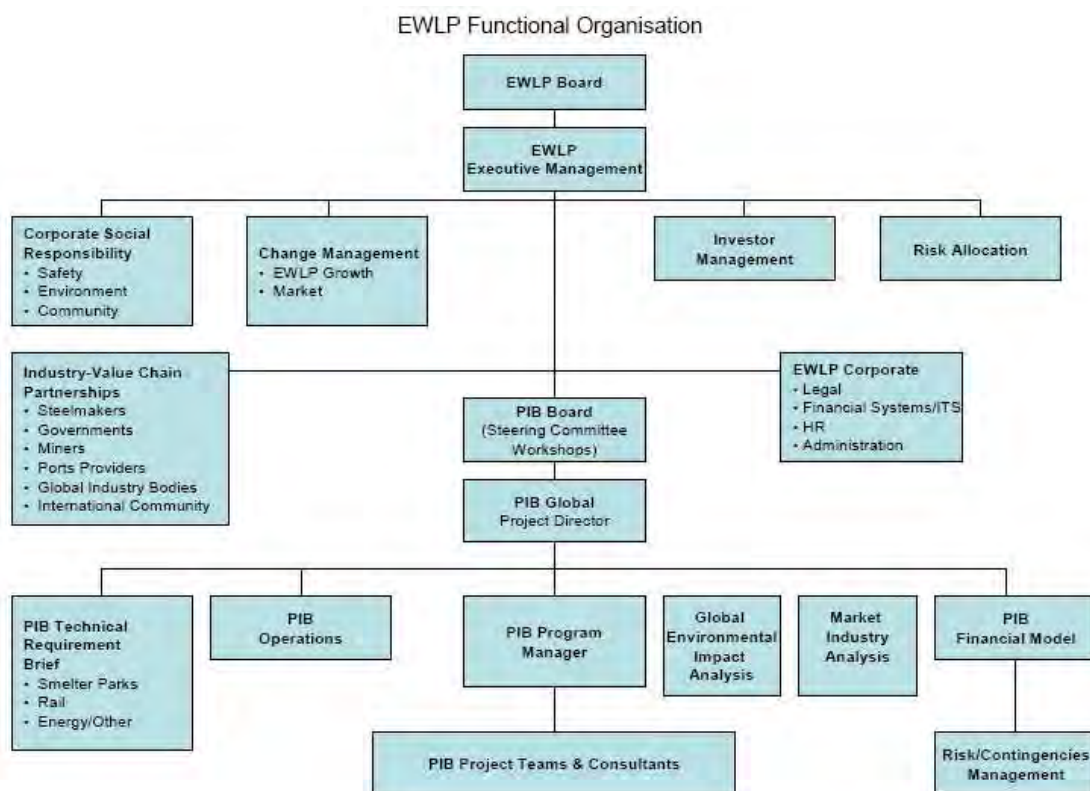 EWLP Functional Organisation
EWLP Board
EWLP
Executive Management
Corporate Social
Responsibility
• Safety
• Environment
• Community
Change Management
• EWLP Growth
• Market
Investor
Management
Risk Allocation
Industry-Value Chain
Partnerships
• Steelmakers
• Governments
• Miners
• Ports Providers
• Global Industry Bodies
• International Community
EWLP Corporate
• Legal
• Financial Systems/ITS
• HR
• Administration
PIB Board
(Steering Committee
Workshops)
PIB Global
Project Director
PIB Technical
Requirement
Brief
• Smelter Parks
• Rail
• Energy/Other
PIB
Operations
PIB Program
Manager
Global
Environmental
Impact
Analysis
Market
Industry
Analysis
PIB
Financial Model
PIB Project Teams & Consultants
Risk/Contingencies
Management